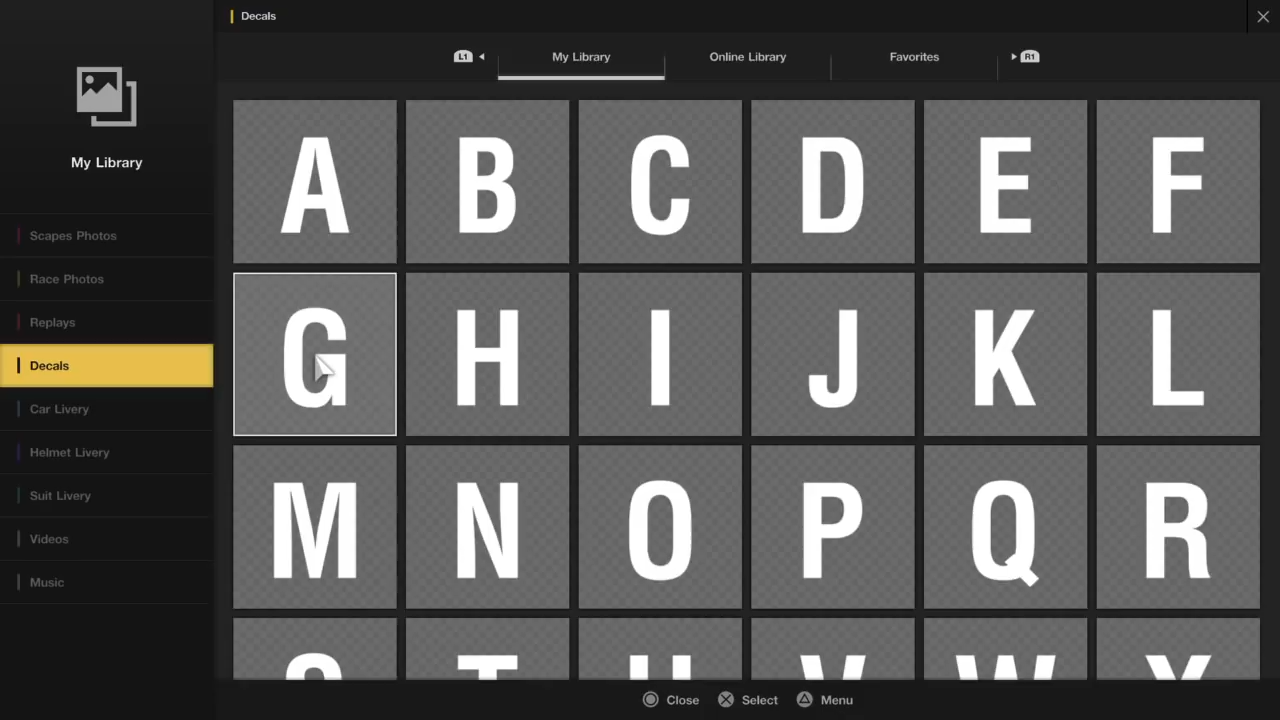 Decals
L1 My Library Online Library Favorites R1
My Library
Scapes Photos
Race Photos
Replays
Decals
Car Livery
Helmet Livery
Suit Livery
Videos
Music
A B C D E F
G H I J K L
M N O P Q R
S T U V W X
Close Select Menu